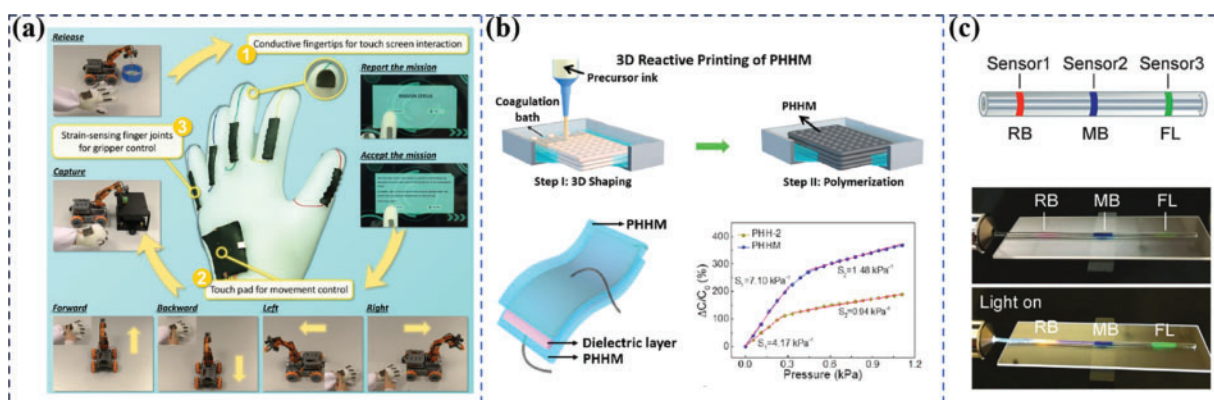 (a)
Release
1
Conductive fingertips for touch screen interaction
Report the mission
3
Strain-sensing finger joints
for gripper control
Accept the mission
Capture
2
Touch pad for movement control
Forward
Backward
Left
Right
(b)
3D Reactive Printing of PHHM
Precursor ink
Coagulation
bath
PHHM
Step I: 3D Shaping
Step II: Polymerization
PHHM
Dielectric layer
PHHM
ΔC/C₀ (%)
400
300
200
100
0
PHH-2
PHHM
S₁=7.10 kPa⁻¹
S₂=1.48 kPa⁻¹
S₂=0.94 kPa⁻¹
S₁=4.17 kPa⁻¹
0.0 0.3 0.6 0.9 1.2
Pressure (kPa)
(c)
Sensor1 Sensor2 Sensor3
RB MB FL
RB MB FL
Light on
RB MB FL